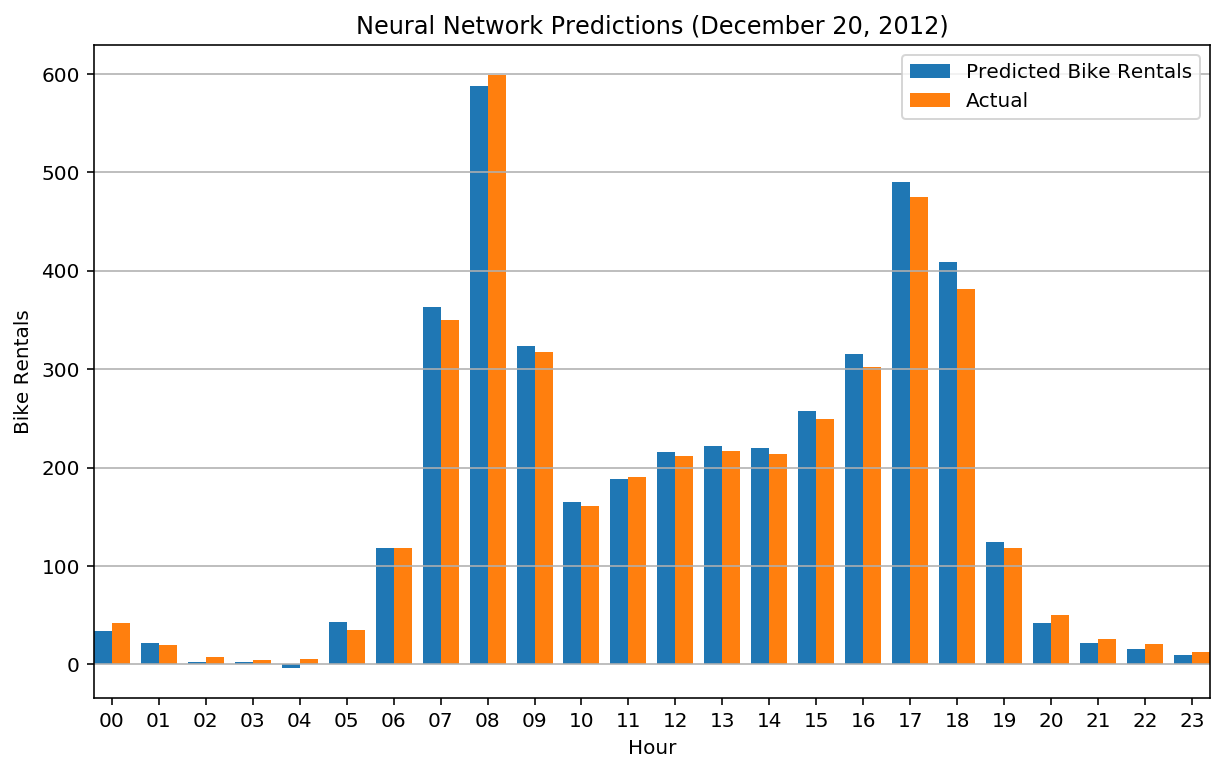 Neural Network Predictions (December 20, 2012)
Predicted Bike Rentals
Actual
600
500
400
300
200
100
0
Bike Rentals
00 01 02 03 04 05 06 07 08 09 10 11 12 13 14 15 16 17 18 19 20 21 22 23
Hour